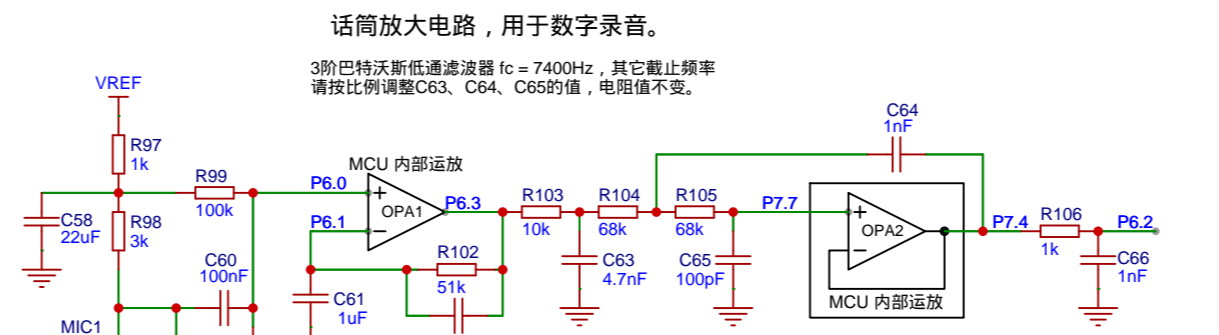 话筒放大电路，用于数字录音。
3阶巴特沃斯低通滤波器 fc = 7400Hz，其它截止频率
请按比例调整C63、C64、C65的值，电阻值不变。
VREF
R97
1k
R99
100k
C58
22uF
R98
3k
C60
100nF
MIC1
MCU 内部运放
P6.0
P6.1
+
−
OPA1
P6.3
R102
51k
C61
1uF
R103
10k
R104
68k
R105
68k
C63
4.7nF
C65
100pF
C64
1nF
P7.7
+
−
OPA2
MCU 内部运放
P7.4
R106
1k
P6.2
C66
1nF